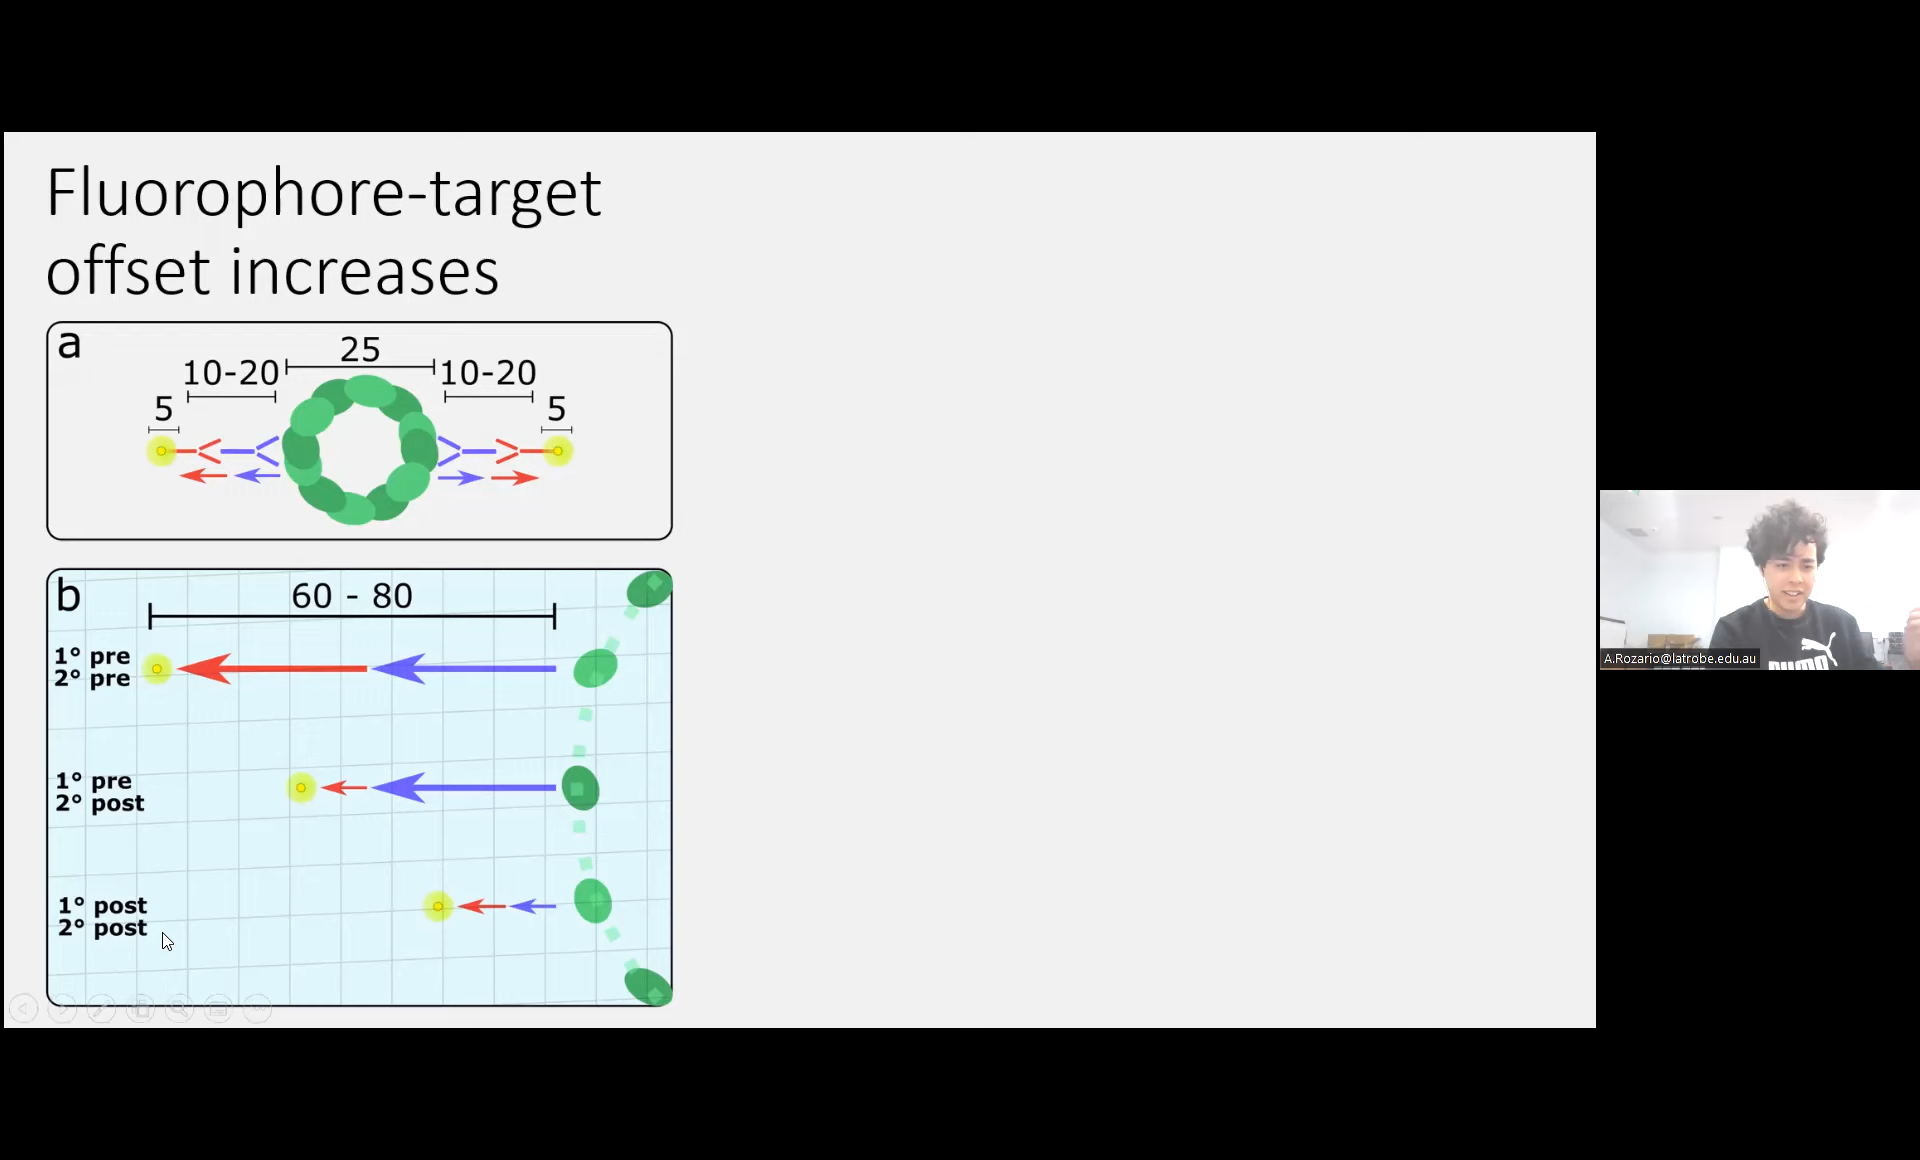 Fluorophore-target
offset increases
a
25
10-20
10-20
5
5
b
60 - 80
1° pre
2° pre
1° pre
2° post
1° post
2° post
A.Rozario@latrobe.edu.au
PUMA